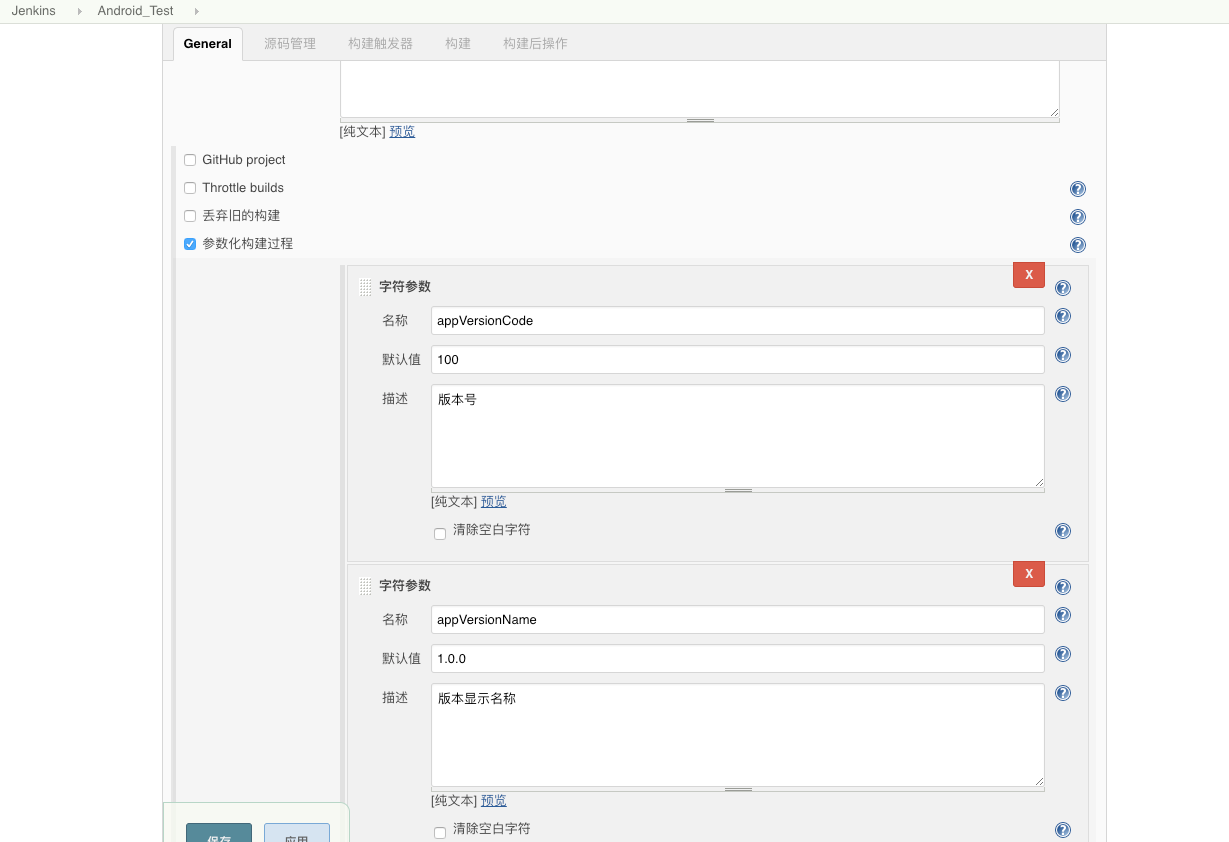 Jenkins Android_Test
General 源码管理 构建触发器 构建 构建后操作
[纯文本] 预览
GitHub project
Throttle builds
丢弃旧的构建
参数化构建过程
X
字符参数
名称 appVersionCode
默认值 100
描述 版本号
[纯文本] 预览
清除空白字符
X
字符参数
名称 appVersionName
默认值 1.0.0
描述 版本显示名称
[纯文本] 预览
清除空白字符
保存 应用